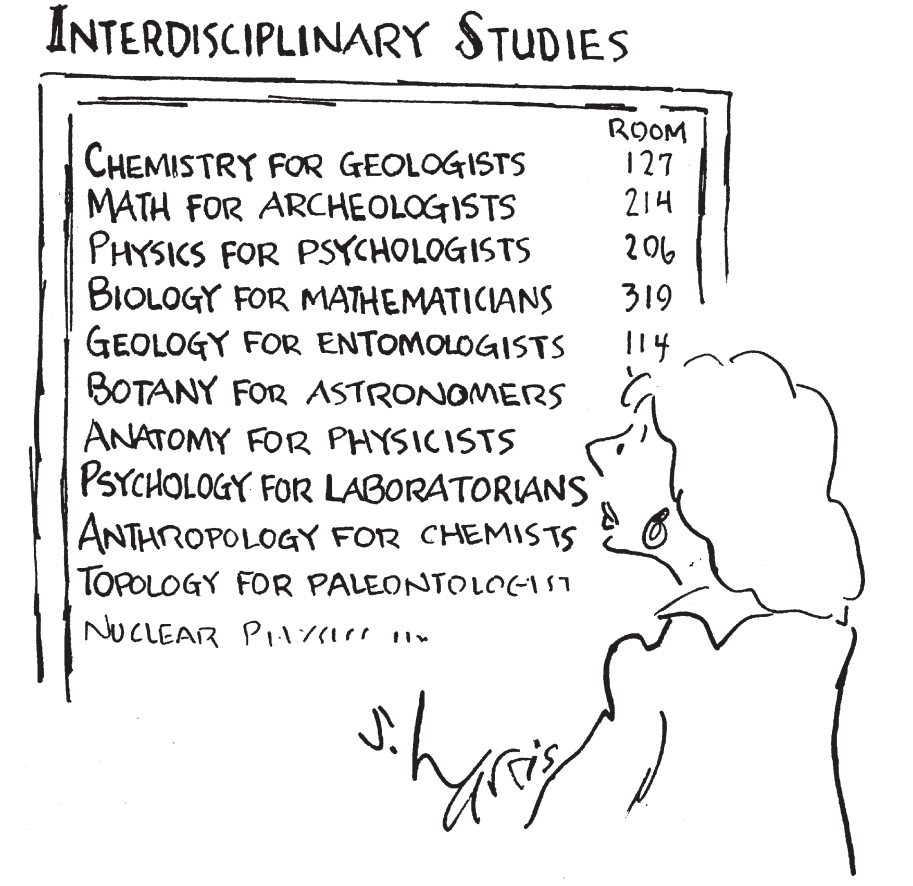 INTERDISCIPLINARY STUDIES
ROOM
CHEMISTRY FOR GEOLOGISTS 127
MATH FOR ARCHEOLOGISTS 214
PHYSICS FOR PSYCHOLOGISTS 206
BIOLOGY FOR MATHEMATICIANS 319
GEOLOGY FOR ENTOMOLOGISTS 114
BOTANY FOR ASTRONOMERS
ANATOMY FOR PHYSICISTS
PSYCHOLOGY FOR LABORATORIANS
ANTHROPOLOGY FOR CHEMISTS
TOPOLOGY FOR PALEONTOLOGIST
NUCLEAR
S. Harris